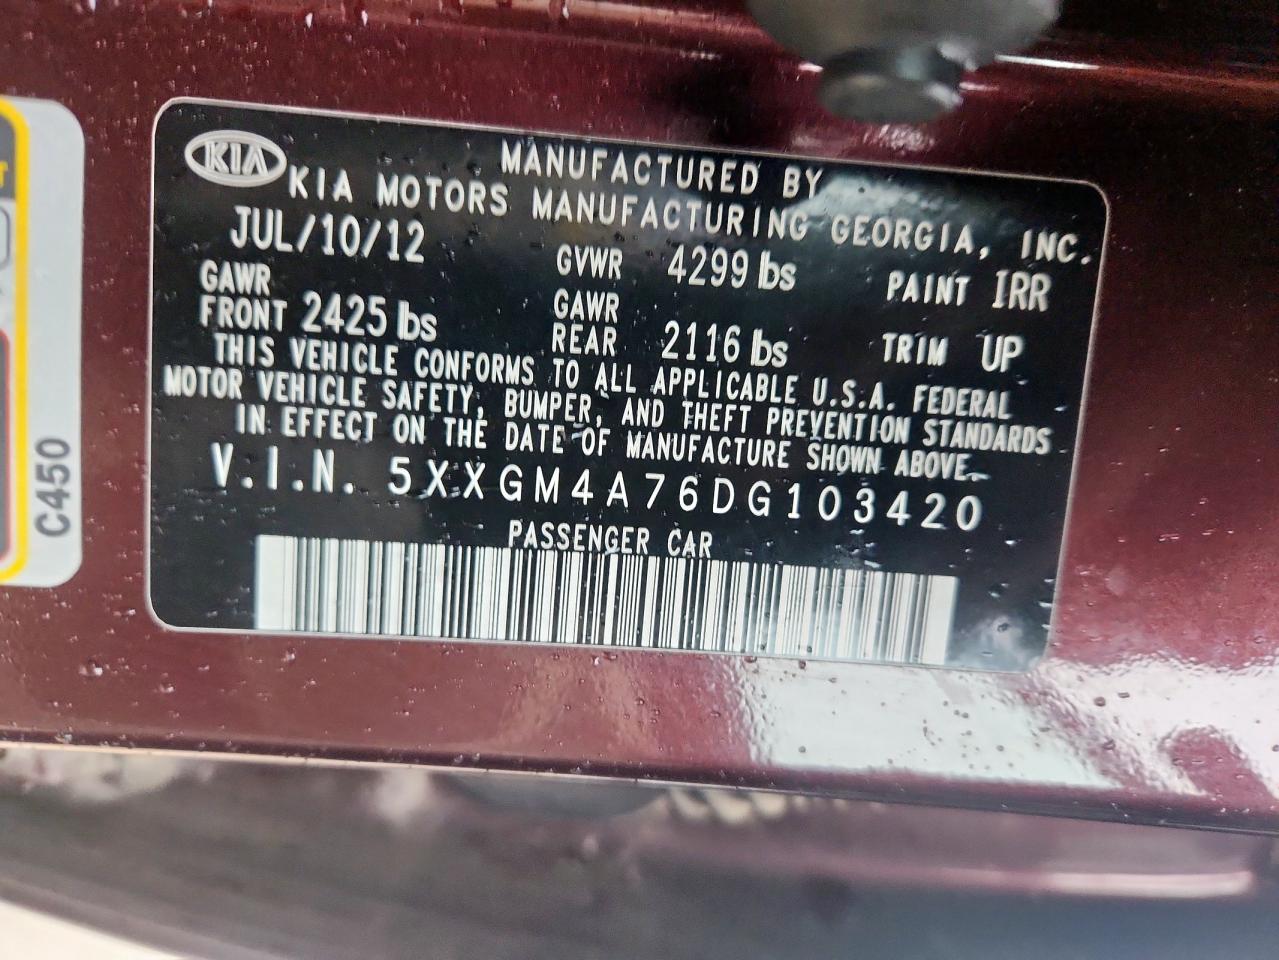 KIA
MANUFACTURED BY
KIA MOTORS MANUFACTURING GEORGIA, INC.
JUL/10/12 GVWR 4299 lbs PAINT IRR
GAWR FRONT 2425 lbs GAWR REAR 2116 lbs TRIM UP
THIS VEHICLE CONFORMS TO ALL APPLICABLE U.S.A. FEDERAL
MOTOR VEHICLE SAFETY, BUMPER, AND THEFT PREVENTION STANDARDS
IN EFFECT ON THE DATE OF MANUFACTURE SHOWN ABOVE.
V.I.N. 5XXGM4A76DG103420
PASSENGER CAR
C450